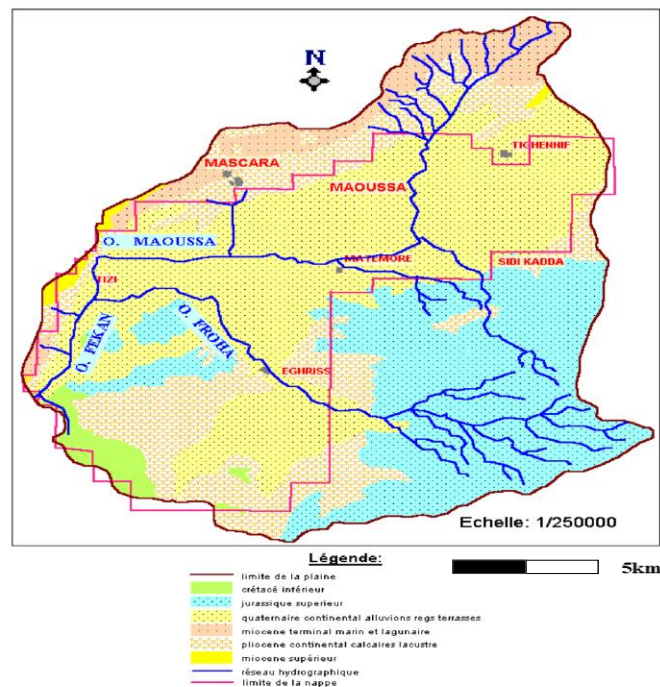 N
TIGHENNIF
MASCARA
MAOUSSA
O. MAOUSSA
MATEMORE
SIDI KADDA
TIZI
O. FEKAN
O. FROHA
EGHRISS
Echelle: 1/250000
Légende:
5km
limite de la plaine
crétacé inférieur
jurassique superieur
quaternaire continental alluvions regs terrasses
miocene terminal marin et lagunaire
pliocene continental calcaires lacustre
miocene supérieur
réseau hydrographique
limite de la nappe